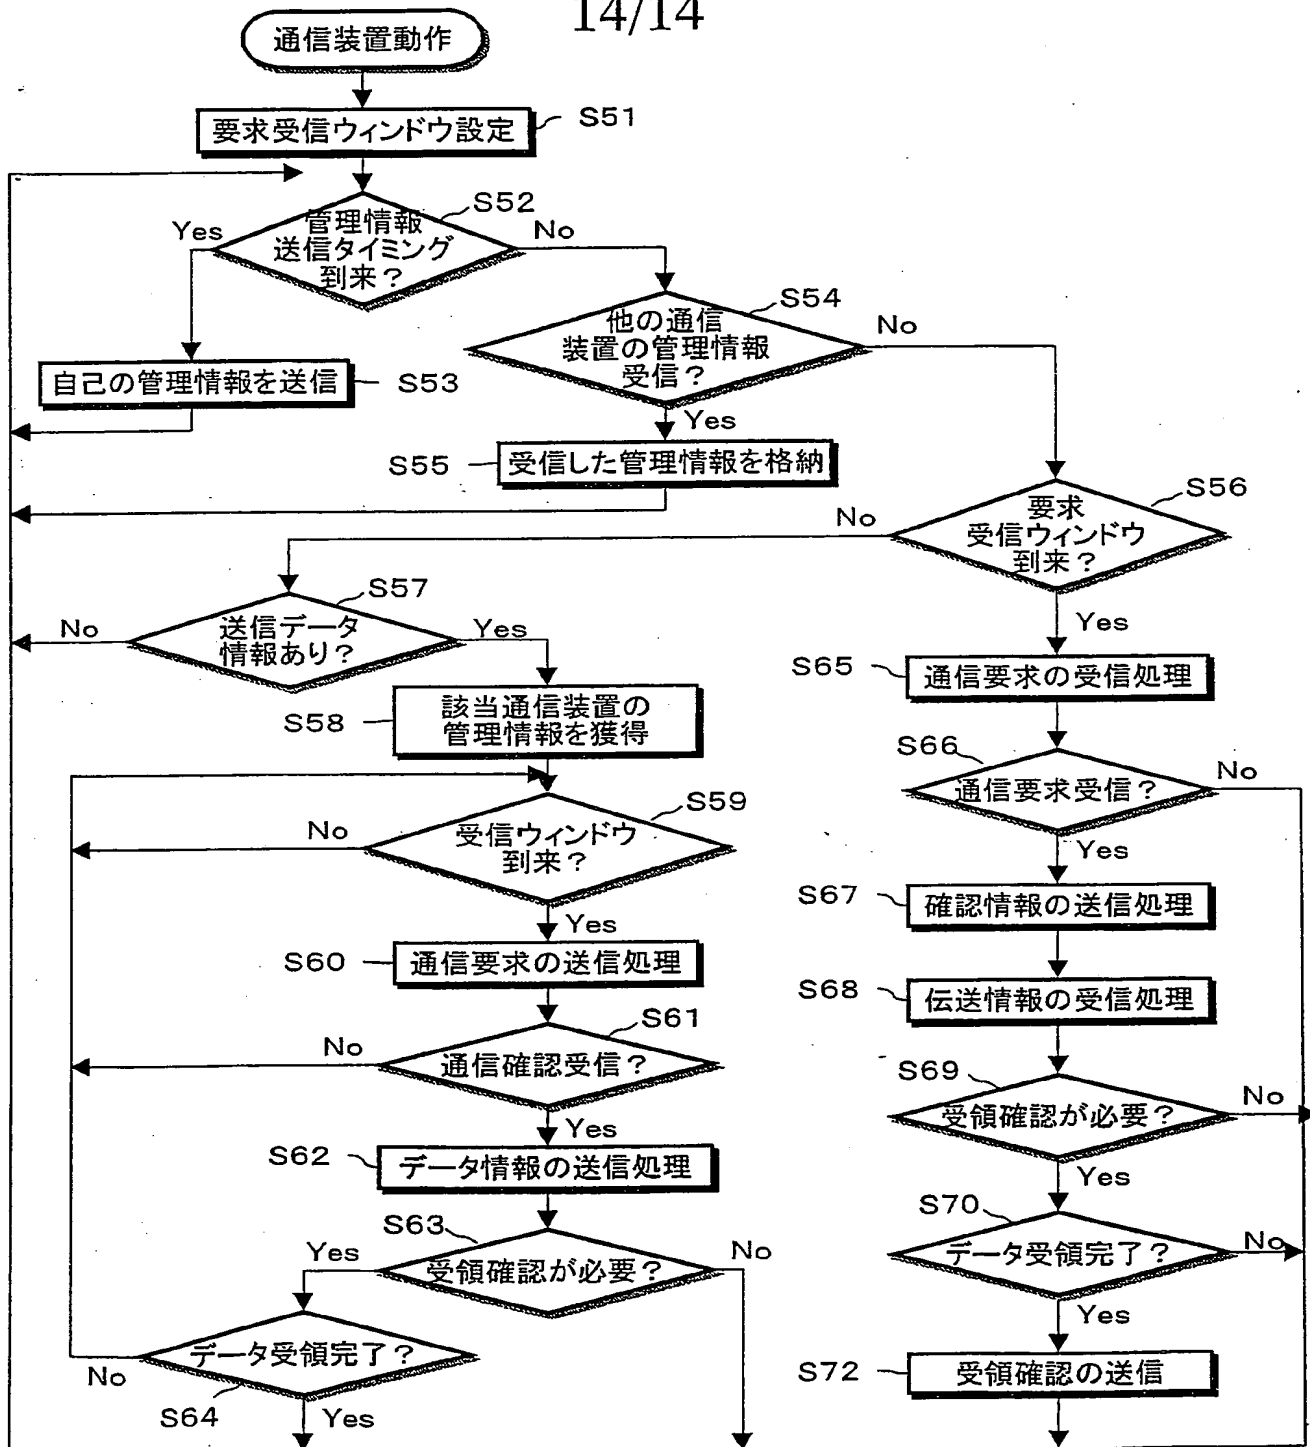 14/14
通信装置動作
要求受信ウィンドウ設定
S51
管理情報
送信タイミング
到来?
S52
Yes
No
自己の管理情報を送信
S53
他の通信
装置の管理情報
受信?
S54
No
Yes
S55
受信した管理情報を格納
要求
受信ウィンドウ
到来?
S56
No
Yes
送信データ
情報あり?
S57
No
Yes
S58
該当通信装置の
管理情報を獲得
受信ウィンドウ
到来?
S59
No
Yes
S60
通信要求の送信処理
通信確認受信?
S61
No
Yes
S62
データ情報の送信処理
S63
受領確認が必要?
Yes
No
データ受領完了?
No
S64
Yes
S65
通信要求の受信処理
S66
通信要求受信?
No
Yes
S67
確認情報の送信処理
S68
伝送情報の受信処理
S69
受領確認が必要?
No
Yes
S70
データ受領完了?
No
Yes
S72
受領確認の送信